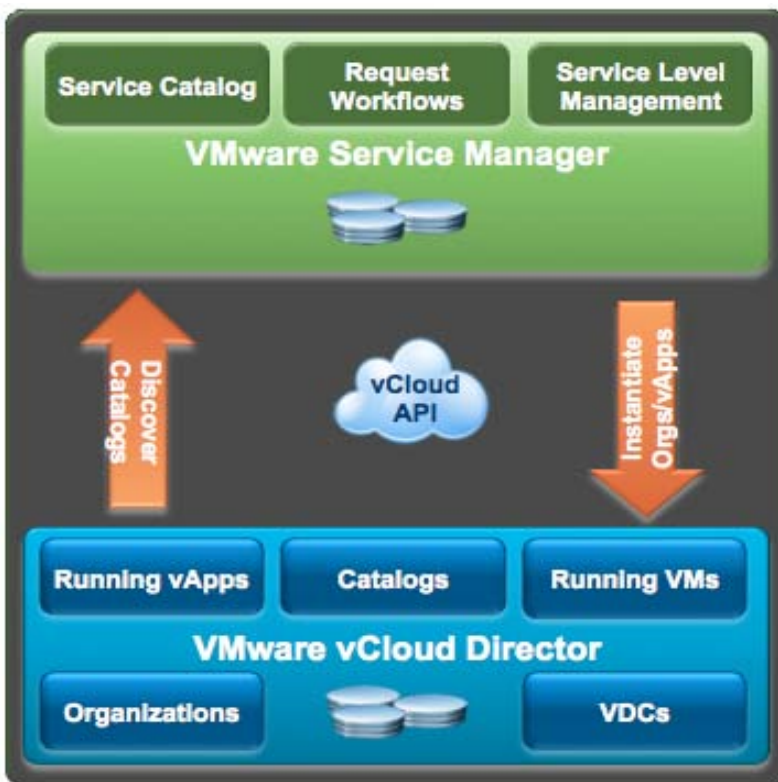 Service Catalog
Request
Workflows
Service Level
Management
VMware Service Manager
Discover
Catalogs
vCloud
API
Instantiate
Orgs/vApps
Running vApps
Catalogs
Running VMs
VMware vCloud Director
Organizations
VDCs